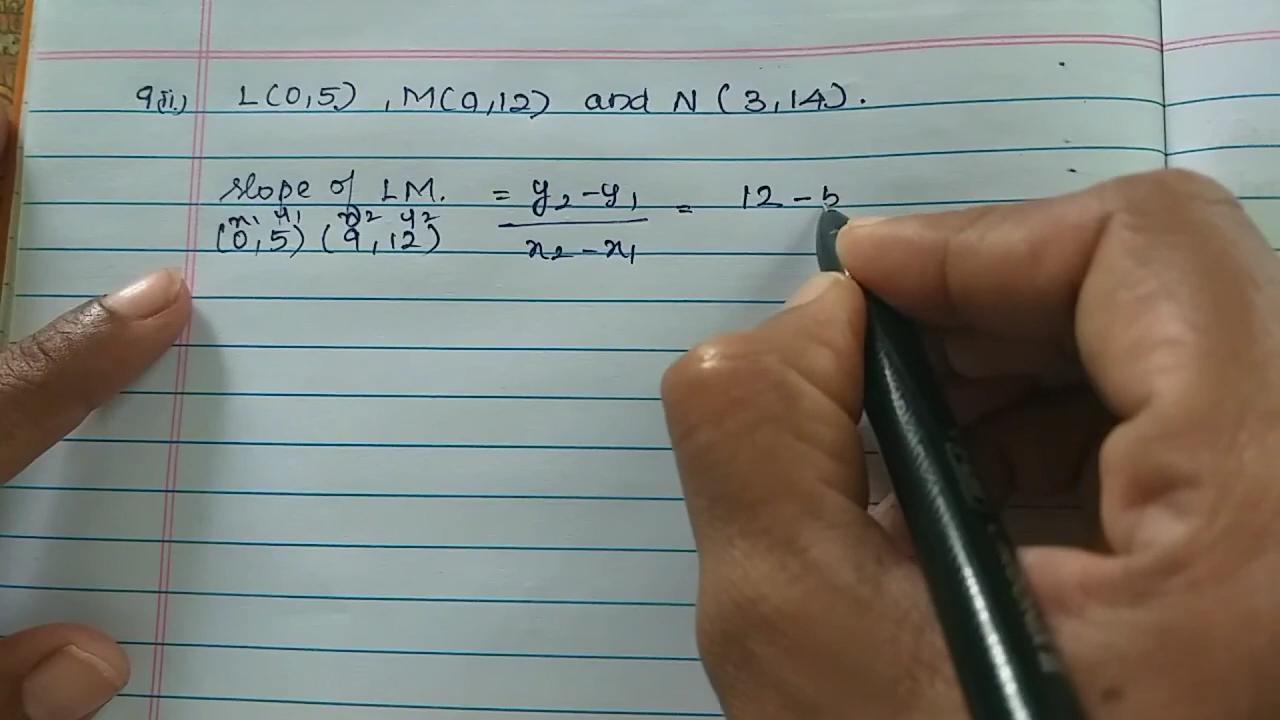 9(ii.) L(0,5) , M(9,12) and N (3,14).
slope of LM. = y₂-y₁ = 12-5
x₁ y₁ x₂ y₂
(0,5) (9,12) x₂-x₁